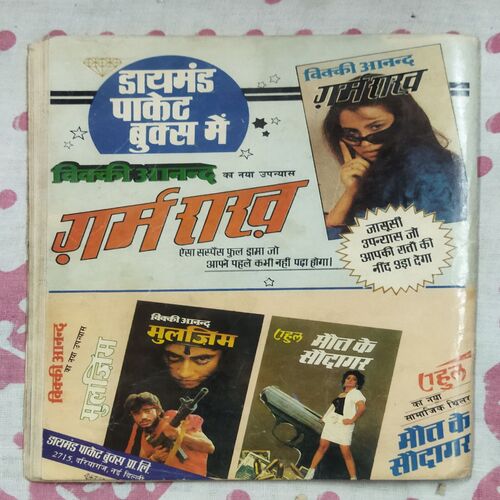 डायमंड
पाकेट
बुक्स में
विक्की आनन्द का नया उपन्यास
ग़र्म राख़
ऐसा सस्पेंस फुल ड्रामा जो
आपने पहले कभी नहीं पढ़ा होगा।
विक्की आनन्द
ग़र्म राख़
जासूसी
उपन्यास जो
आपकी रातों की
नींद उड़ा देगा
विक्की आनन्द
का नया उपन्यास
मुलज़िम
विक्की आनन्द
मुलज़िम
राहुल
मौत के
सौदागर
राहुल
का नया
सामाजिक थ्रिलर
मौत के
सौदागर
डायमंड पाकेट बुक्स प्रा.लि.
2715, दरियागंज, नई दिल्ली